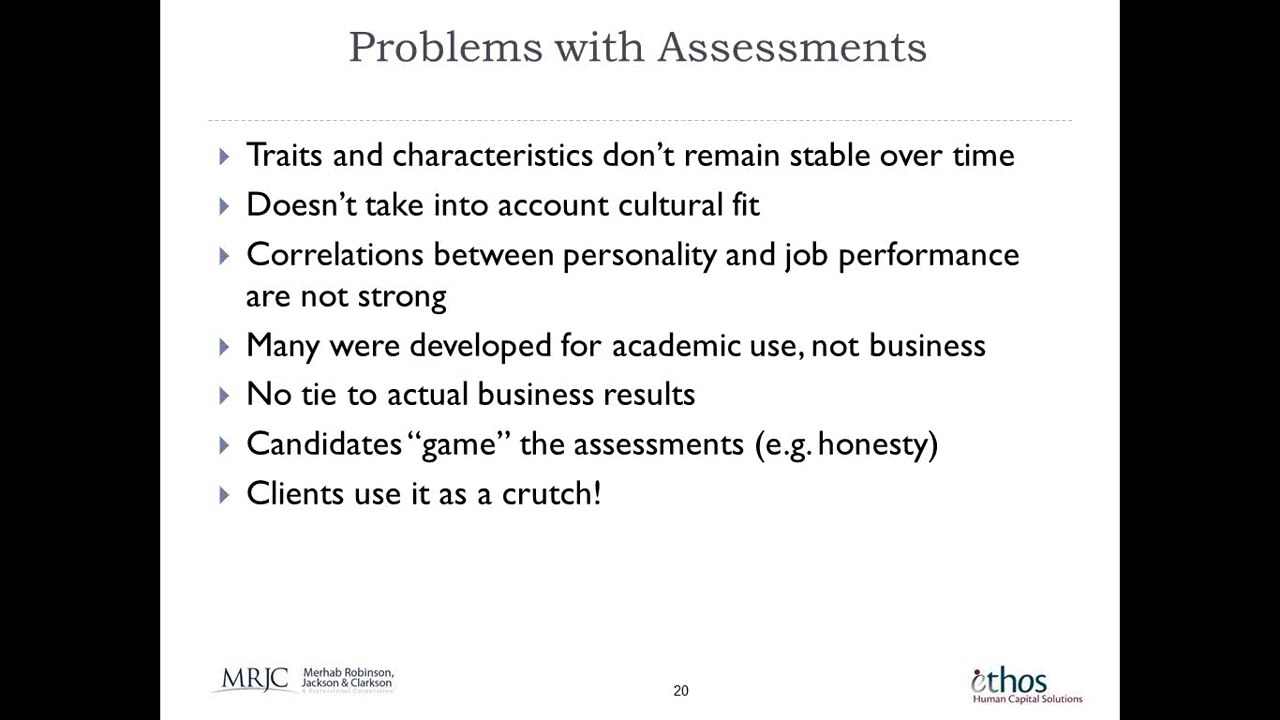 Problems with Assessments
Traits and characteristics don’t remain stable over time
Doesn’t take into account cultural fit
Correlations between personality and job performance
are not strong
Many were developed for academic use, not business
No tie to actual business results
Candidates “game” the assessments (e.g. honesty)
Clients use it as a crutch!
MRJC Merhab Robinson,
Jackson & Clarkson
A Professional Corporation
20
ethos
Human Capital Solutions